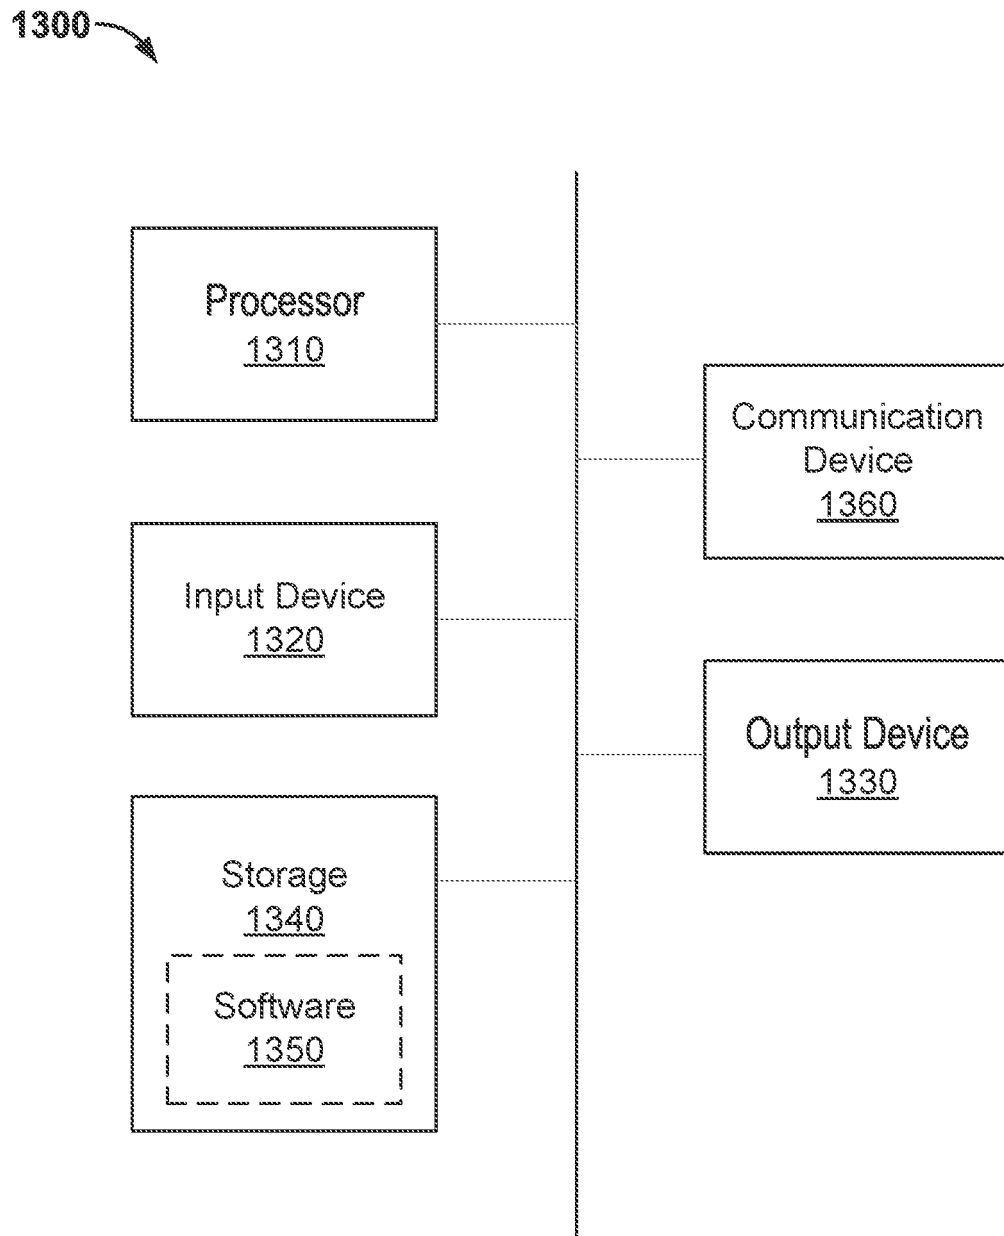 1300
Processor
1310
Input Device
1320
Storage
1340
Software
1350
Communication
Device
1360
Output Device
1330